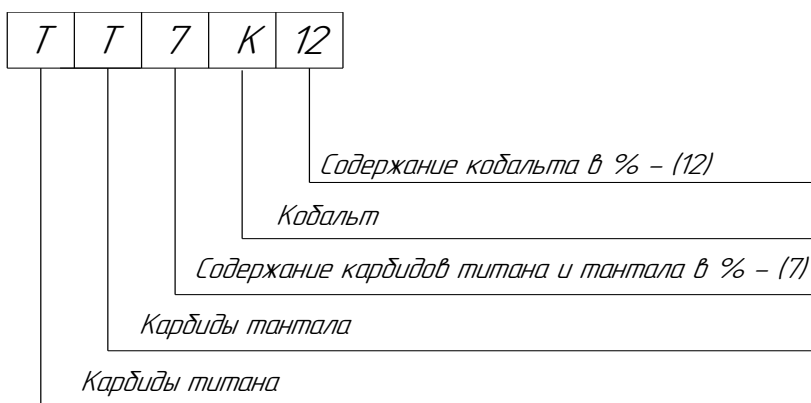 Т Т 7 К 12
Содержание кобальта в % - (12)
Кобальт
Содержание карбидов титана и тантала в % - (7)
Карбиды тантала
Карбиды титана